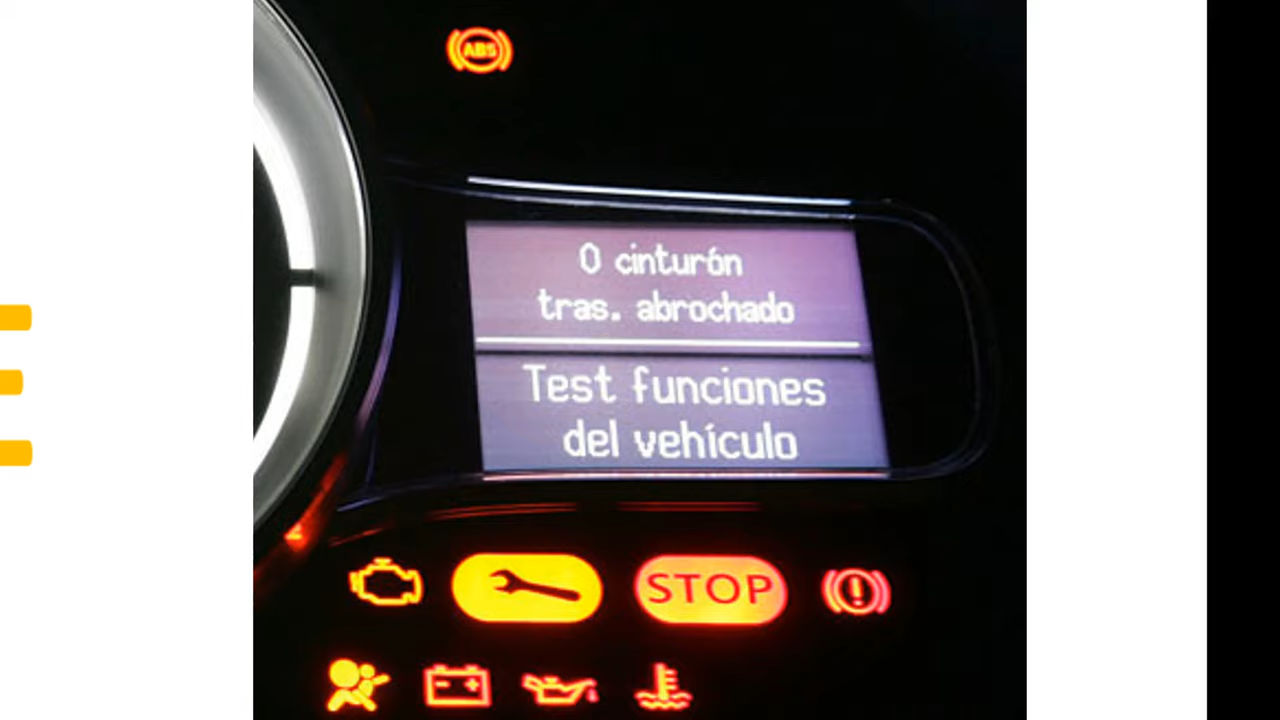 ABS
0 cinturón
tras. abrochado
Test funciones
del vehículo
STOP